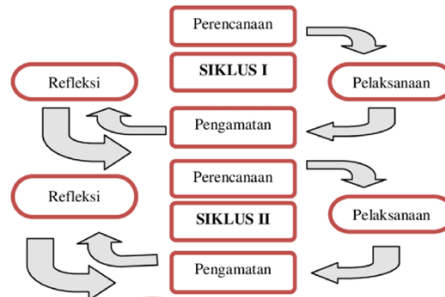 Perencanaan
SIKLUS I
Refleksi
Pelaksanaan
Pengamatan
Perencanaan
Refleksi
SIKLUS II
Pelaksanaan
Pengamatan